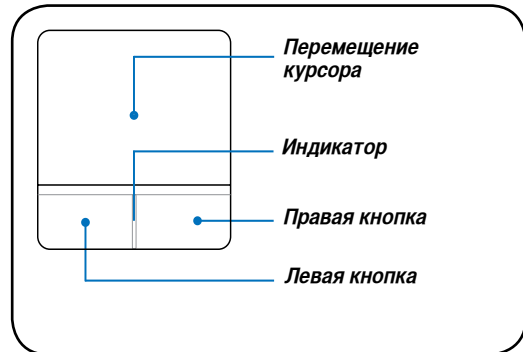 Перемещение
курсора
Индикатор
Правая кнопка
Левая кнопка